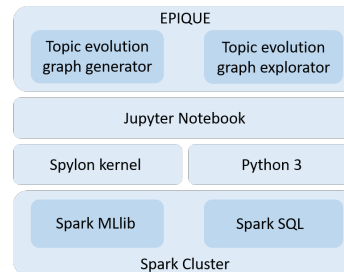 EPIQUE
Topic evolution
graph generator
Topic evolution
graph explorator
Jupyter Notebook
Spylon kernel
Python 3
Spark MLlib
Spark SQL
Spark Cluster